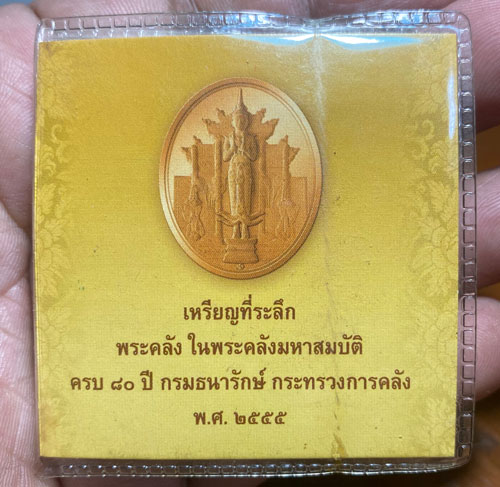 เหรียญที่ระลึก
พระคลัง ในพระคลังมหาสมบัติ
ครบ ๘๐ ปี กรมธนารักษ์ กระทรวงการคลัง
พ.ศ. ๒๕๕๕